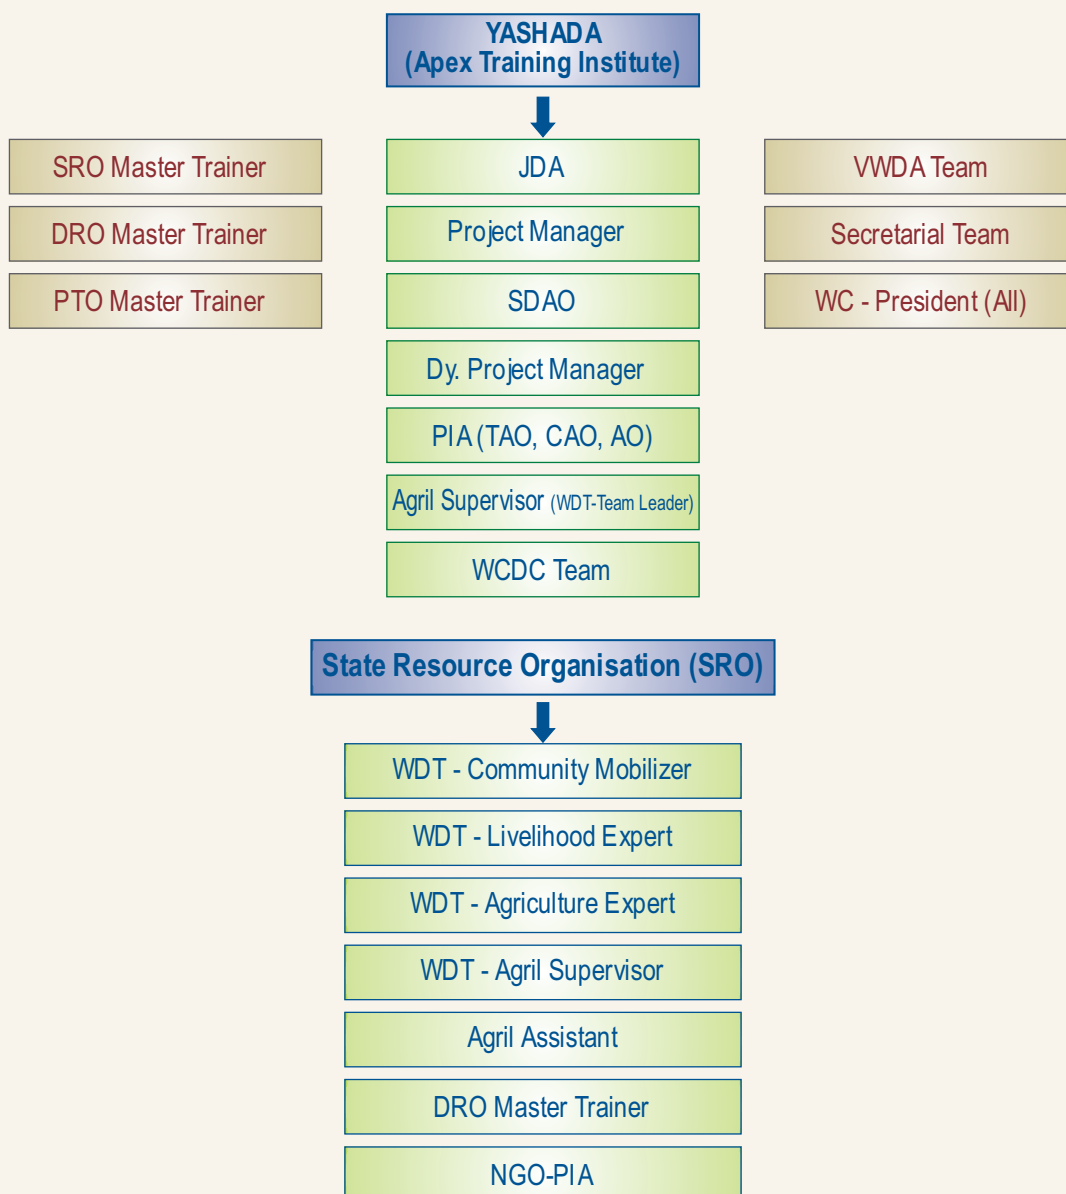 YASHADA
(Apex Training Institute)
SRO Master Trainer
JDA
VWDA Team
DRO Master Trainer
Project Manager
Secretarial Team
PTO Master Trainer
SDAO
WC - President (All)
Dy. Project Manager
PIA (TAO, CAO, AO)
Agril Supervisor (WDT-Team Leader)
WCDC Team
State Resource Organisation (SRO)
WDT - Community Mobilizer
WDT - Livelihood Expert
WDT - Agriculture Expert
WDT - Agril Supervisor
Agril Assistant
DRO Master Trainer
NGO-PIA